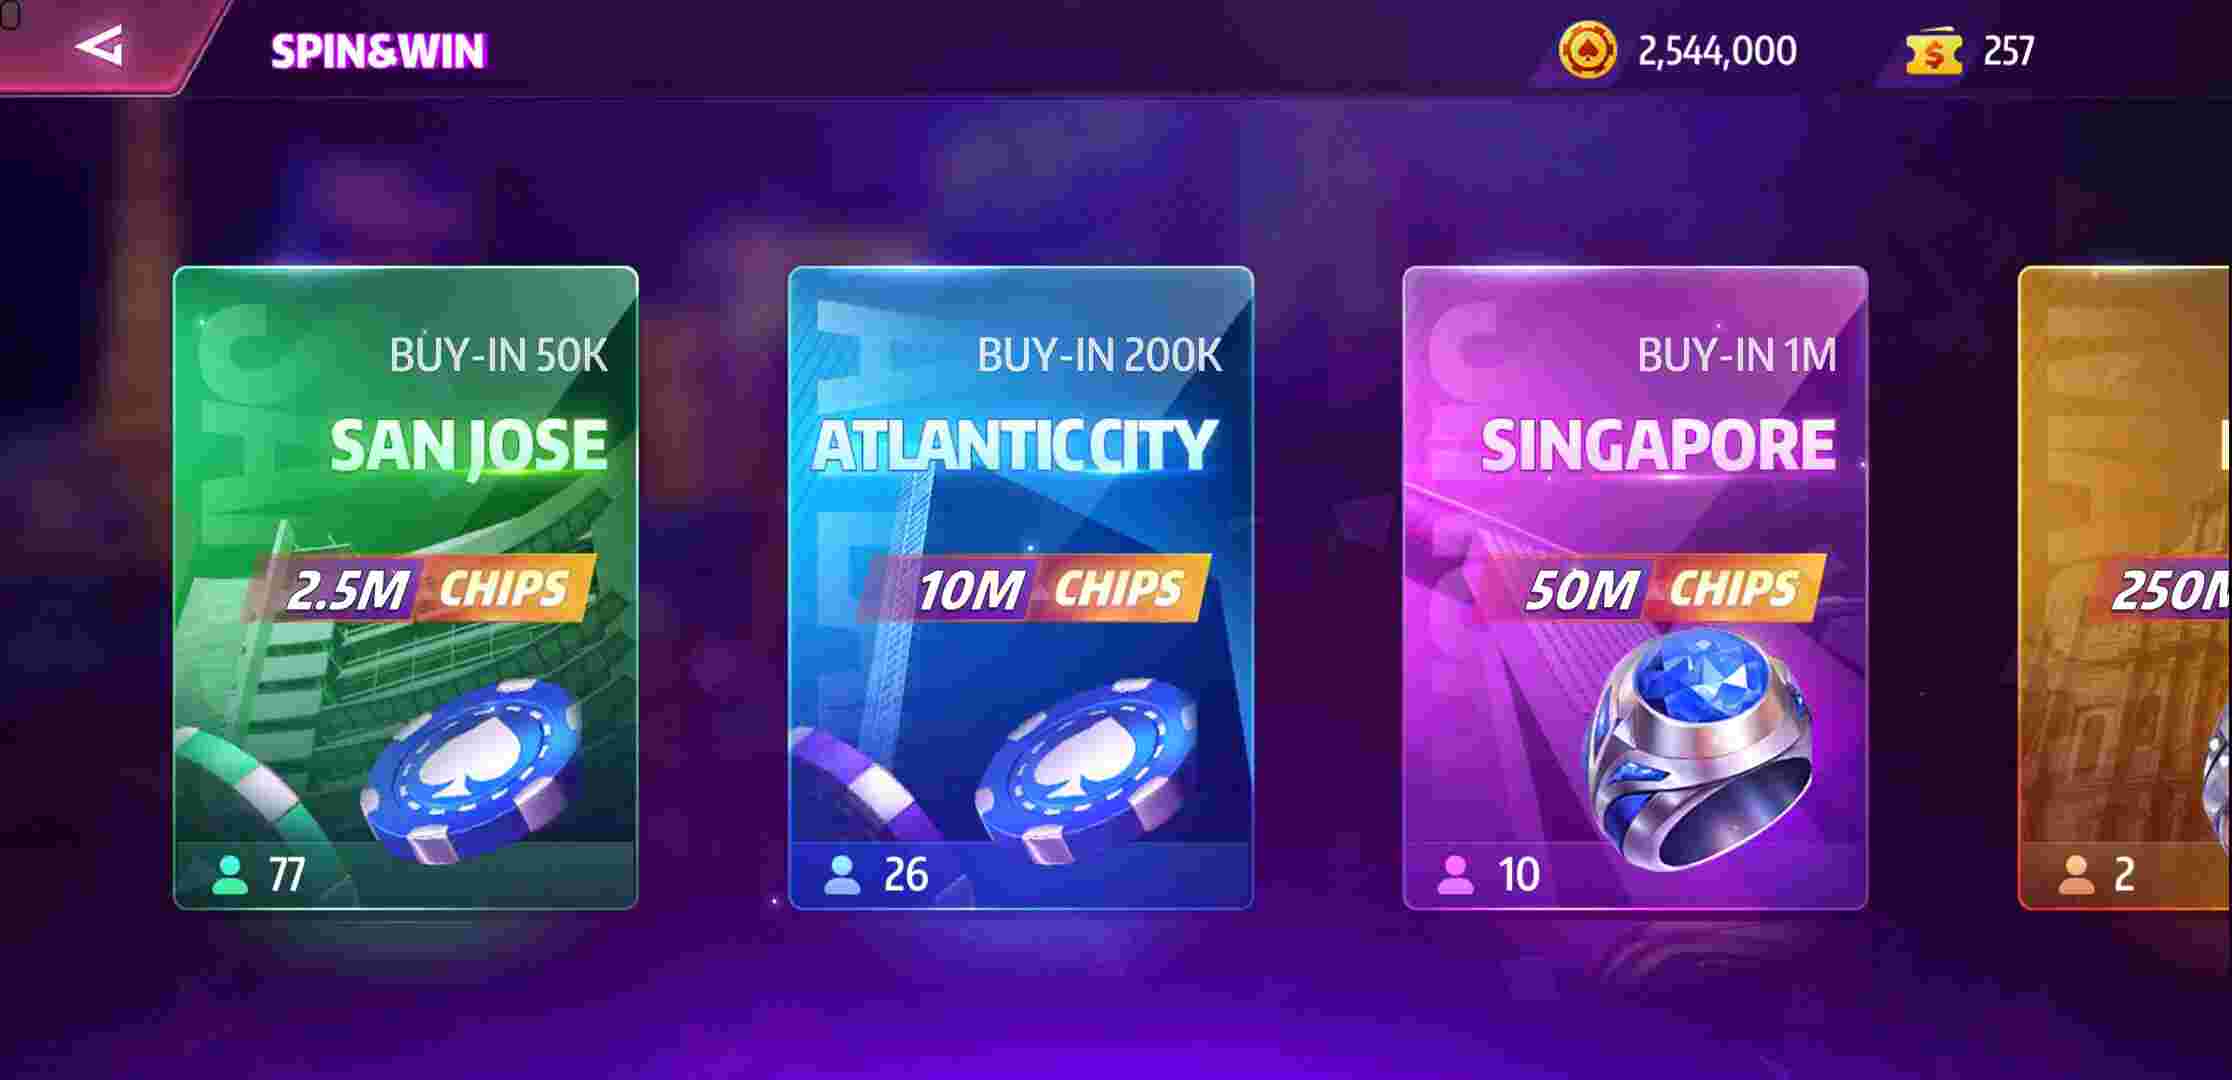 SPIN&WIN
2,544,000
257
BUY-IN 50K
SAN JOSE
2.5M CHIPS
77
BUY-IN 200K
ATLANTIC CITY
10M CHIPS
26
BUY-IN 1M
SINGAPORE
50M CHIPS
10
250M
2